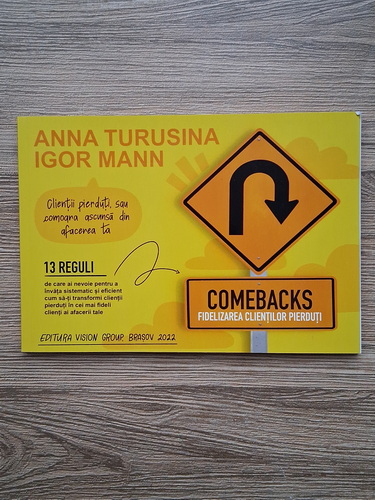 ANNA TURUSINA
IGOR MANN
Clienții pierduți, sau
comoara ascunsă din
afacerea ta
13 REGULI
de care ai nevoie pentru a
învăța sistematic și eficient
cum să-ți transformi clienții
pierduți în cei mai fideli
clienți ai afacerii tale
COMEBACKS
FIDELIZAREA CLIENȚILOR PIERDUȚI
EDITURA VISION GROUP, BRAȘOV 2022